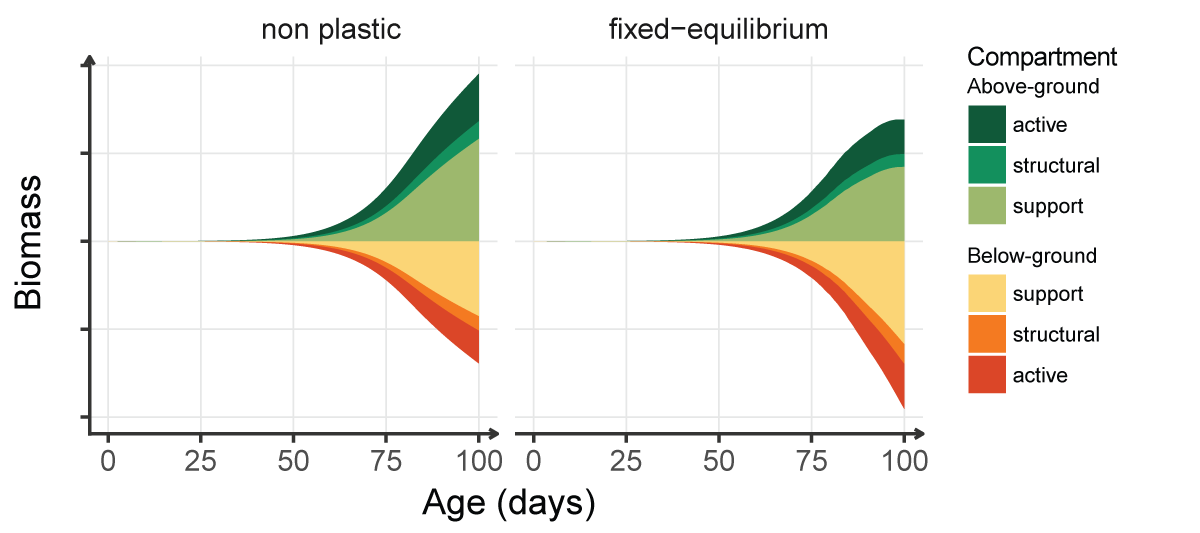 non plastic
fixed−equilibrium
Biomass
0 25 50 75 100
0 25 50 75 100
Age (days)
Compartment
Above-ground
active
structural
support
Below-ground
support
structural
active